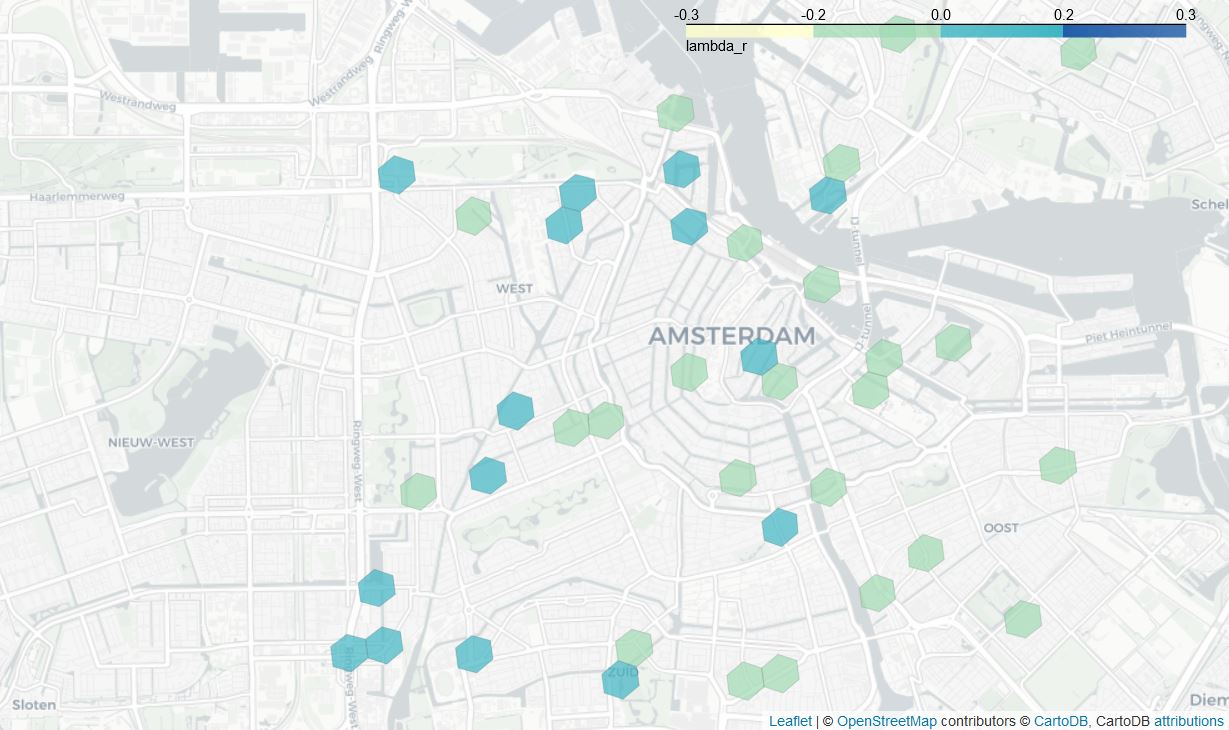 -0.3 -0.2 0.0 0.2 0.3
lambda_r
Ringweg W
Westrandweg
Westrandweg
Haarlemmerweg
Schel
IJ-tunnel
WEST
AMSTERDAM
IJ-tunnel
Piet Heintunnel
NIEUW-WEST
Ringweg-West
OOST
ZUID
Ringweg-West
Sloten
Diem
Leaflet | © OpenStreetMap contributors © CartoDB, CartoDB attributions